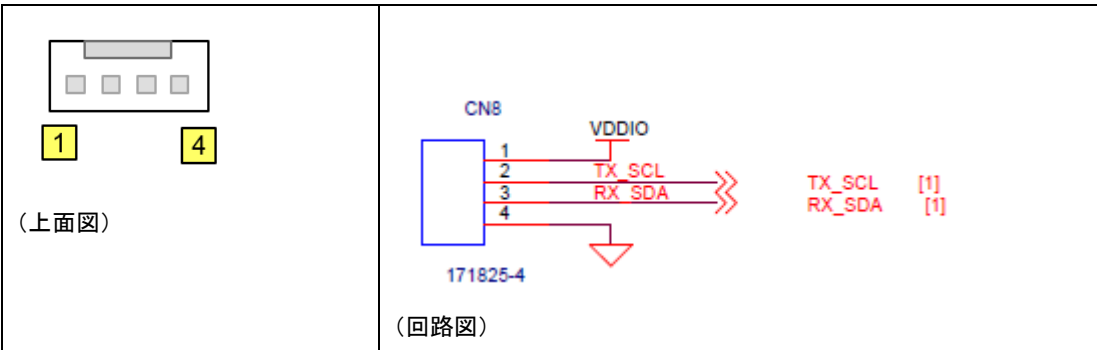 1
4
(上面図)
CN8
VDDIO
1
2 TX_SCL
3 RX_SDA
4
TX_SCL [1]
RX_SDA [1]
171825-4
(回路図)